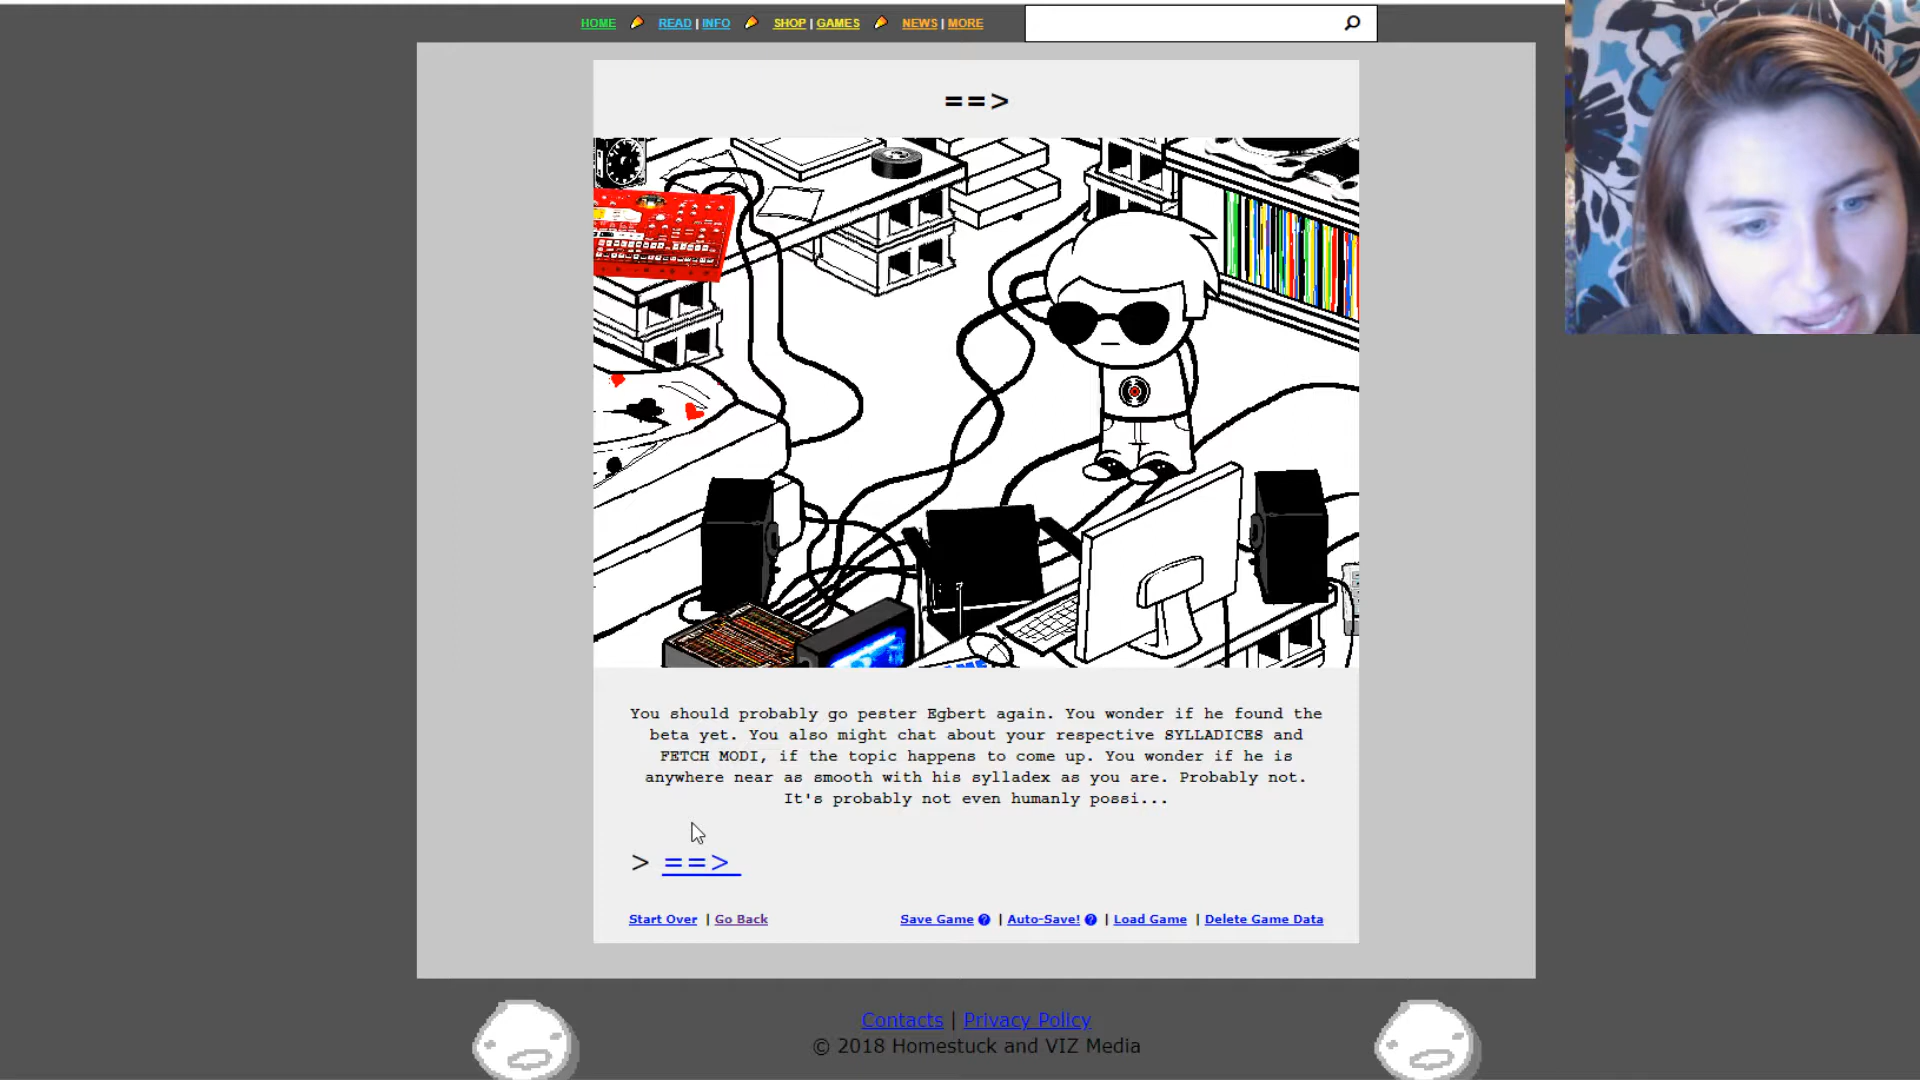 HOME READ | INFO SHOP | GAMES NEWS | MORE
==>
You should probably go pester Egbert again. You wonder if he found the
beta yet. You also might chat about your respective SYLLADICES and
FETCH MODI, if the topic happens to come up. You wonder if he is
anywhere near as smooth with his sylladex as you are. Probably not.
It's probably not even humanly possi...
> ==>
Start Over | Go Back Save Game ? | Auto-Save! ? | Load Game | Delete Game Data
Contacts | Privacy Policy
© 2018 Homestuck and VIZ Media